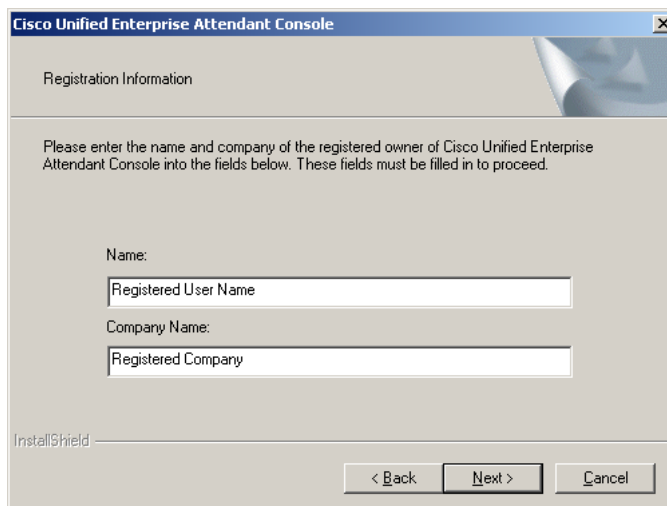 Cisco Unified Enterprise Attendant Console
Registration Information
Please enter the name and company of the registered owner of Cisco Unified Enterprise
Attendant Console into the fields below. These fields must be filled in to proceed.
Name:
Registered User Name
Company Name:
Registered Company
InstallShield
< Back Next > Cancel